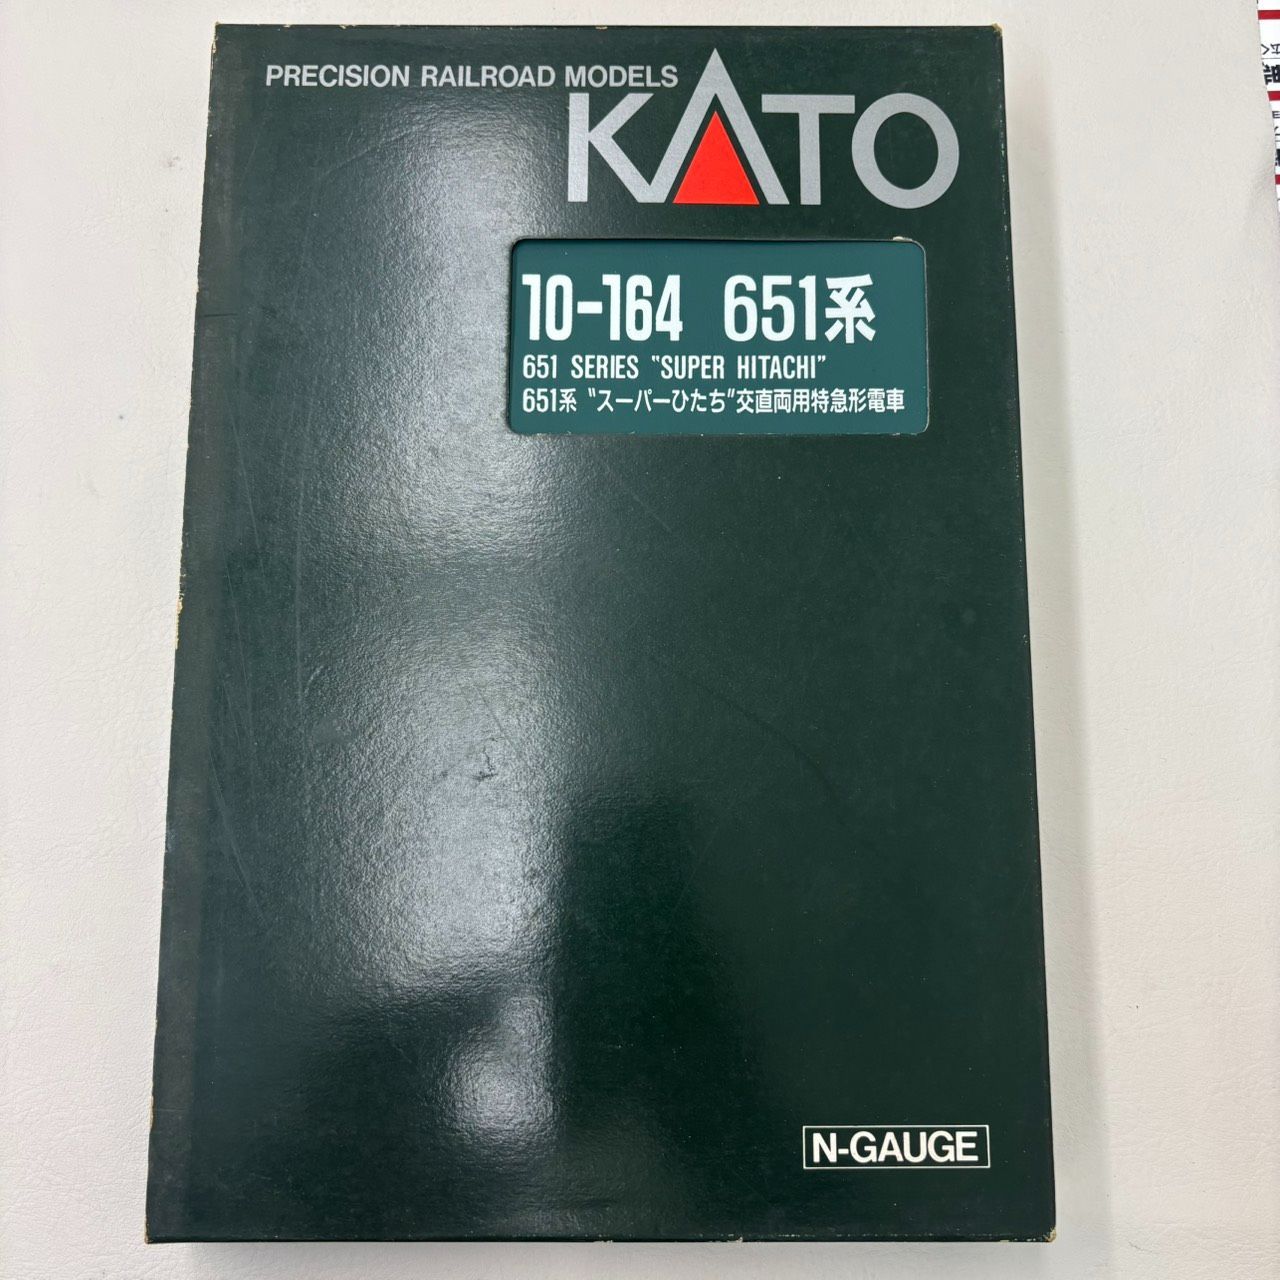 PRECISION RAILROAD MODELS
KATO
10-164 651系
651 SERIES "SUPER HITACHI"
651系 "スーパーひたち"交直両用特急形電車
N-GAUGE